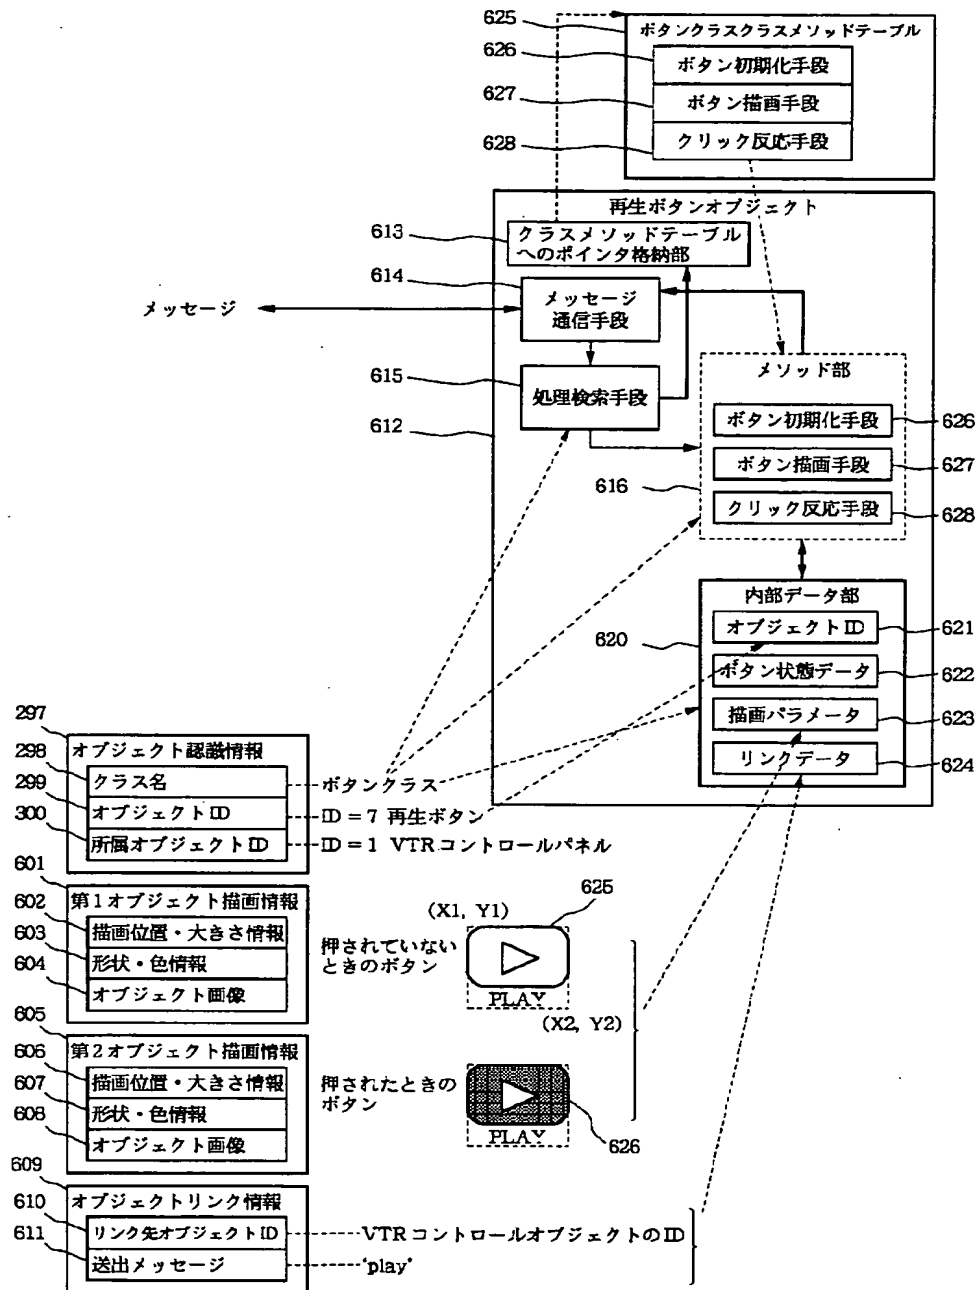 625
ボタンクラスクラスメソッドテーブル
626
ボタン初期化手段
627
ボタン描画手段
628
クリック反応手段
再生ボタンオブジェクト
613
クラスメソッドテーブル
へのポインタ格納部
614
メッセージ
メッセージ
通信手段
615
処理検索手段
612
メソッド部
ボタン初期化手段
626
ボタン描画手段
627
616
クリック反応手段
628
内部データ部
620
オブジェクトID
621
ボタン状態データ
622
描画パラメータ
623
リンクデータ
624
297
オブジェクト認識情報
298
クラス名
ボタンクラス
299
オブジェクトID
ID=7 再生ボタン
300
所属オブジェクトID
ID=1 VTRコントロールパネル
601
第1オブジェクト描画情報
602
描画位置・大きさ情報
603
形状・色情報
604
オブジェクト画像
押されていない
ときのボタン
(X1, Y1)
625
PLAY
(X2, Y2)
605
第2オブジェクト描画情報
606
描画位置・大きさ情報
607
形状・色情報
608
オブジェクト画像
押されたときの
ボタン
PLAY
626
609
オブジェクトリンク情報
610
リンク先オブジェクトID
VTRコントロールオブジェクトのID
611
送出メッセージ
'play'